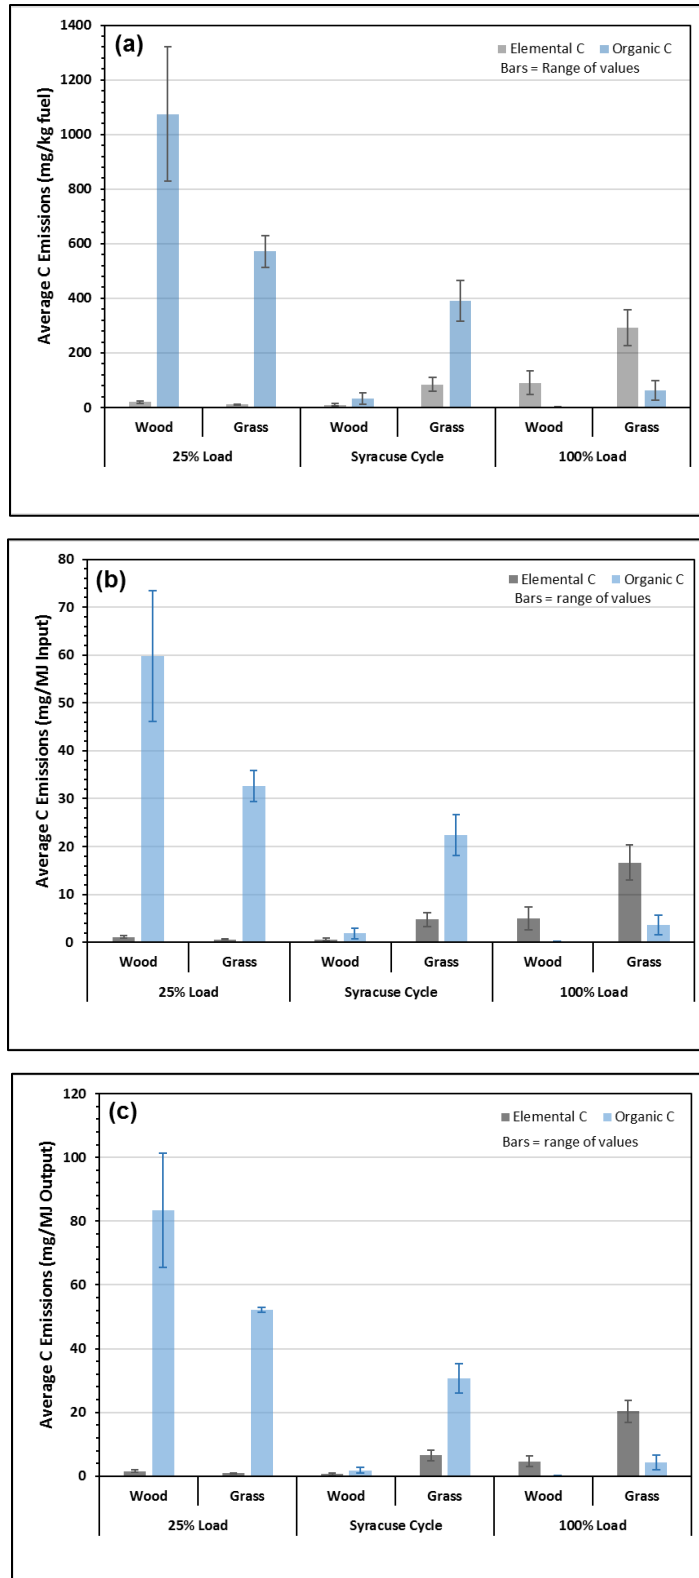 (a)
Elemental C Organic C
Bars = Range of values
Average C Emissions (mg/kg fuel)
1400
1200
1000
800
600
400
200
0
Wood Grass Wood Grass Wood Grass
25% Load Syracuse Cycle 100% Load
(b)
Elemental C Organic C
Bars = range of values
Average C Emissions (mg/MJ Input)
80
70
60
50
40
30
20
10
0
Wood Grass Wood Grass Wood Grass
25% Load Syracuse Cycle 100% Load
(c)
Elemental C Organic C
Bars = range of values
Average C Emissions (mg/MJ Output)
120
100
80
60
40
20
0
Wood Grass Wood Grass Wood Grass
25% Load Syracuse Cycle 100% Load